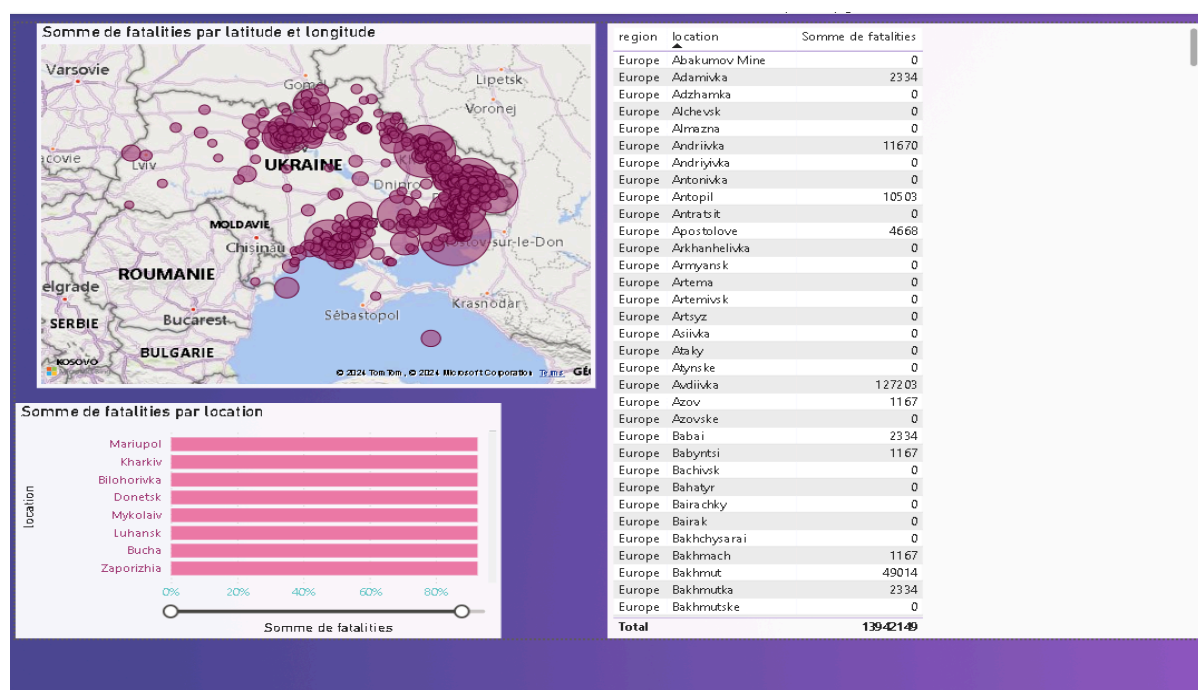 Somme de fatalities par latitude et longitude
Varsovie
Gomel
Lipetsk
Voronej
Lviv
UKRAINE
Dnipro
MOLDAVIE
Chișinău
ROUMANIE
elgrade
SERBIE
Bucarest
BULGARIE
KOSOVO
Sébastopol
Krasnodar
-sur-le-Don
© 2024 TomTom, © 2024 Microsoft Corporation Terms
Somme de fatalities par location
location
Mariupol
Kharkiv
Bilohorivka
Donetsk
Mykolaiv
Luhansk
Bucha
Zaporizhia
0% 20% 40% 60% 80%
Somme de fatalities
region location Somme de fatalities
Europe Abakumov Mine 0
Europe Adamivka 2334
Europe Adzhamka 0
Europe Alchevsk 0
Europe Almazna 0
Europe Andriivka 11670
Europe Andriyivka 0
Europe Antonivka 0
Europe Antopil 10503
Europe Antratsit 0
Europe Apostolove 4668
Europe Arkhanhelivka 0
Europe Armyansk 0
Europe Artema 0
Europe Artemivsk 0
Europe Artsyz 0
Europe Asiivka 0
Europe Ataky 0
Europe Atynske 0
Europe Avdiivka 127203
Europe Azov 1167
Europe Azovske 0
Europe Babai 2334
Europe Babyntsi 1167
Europe Bachivsk 0
Europe Bahatyr 0
Europe Bairachky 0
Europe Bairak 0
Europe Bakhchysarai 0
Europe Bakhmach 1167
Europe Bakhmut 49014
Europe Bakhmutka 2334
Europe Bakhmutske 0
Total 13942149